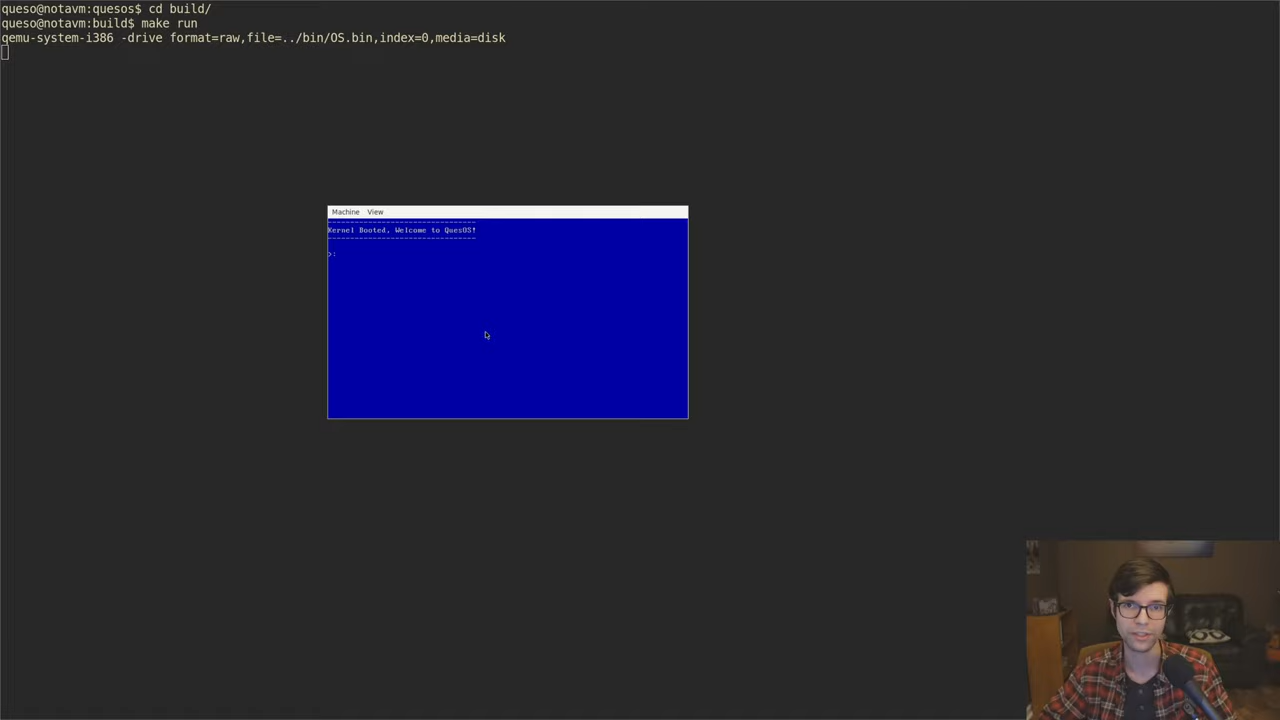 queso@notavm:quesos$ cd build/
queso@notavm:build$ make run
qemu-system-i386 -drive format=raw,file=../bin/OS.bin,index=0,media=disk
Machine View
---------------------------------
Kernel Booted, Welcome to QuesOS!
---------------------------------
>: